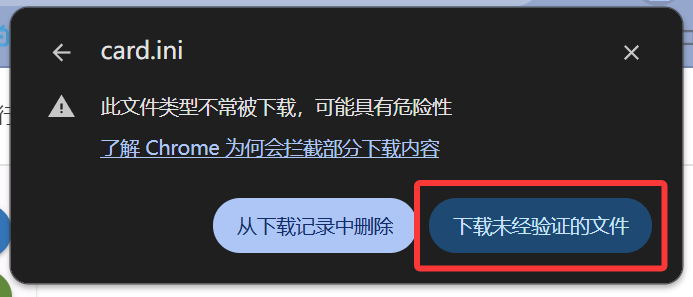 card.ini
此文件类型不常被下载，可能具有危险性
了解 Chrome 为何会拦截部分下载内容
从下载记录中删除
下载未经验证的文件